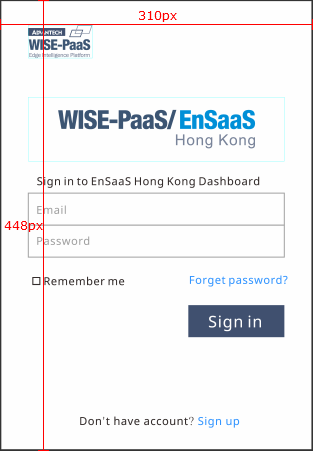 310px
ADVANTECH
WISE-PaaS
Edge Intelligence Platform
WISE-PaaS/ EnSaaS
Hong Kong
Sign in to EnSaaS Hong Kong Dashboard
Email
448px
Password
Remember me Forget password?
Sign in
Don't have account? Sign up